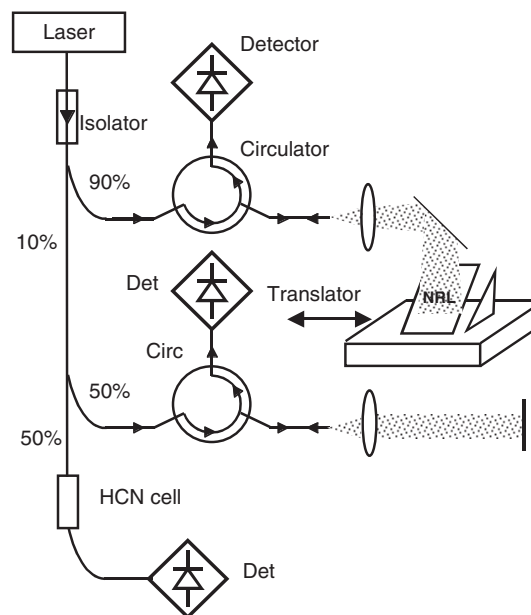 Laser
Detector
Isolator
Circulator
90%
10%
NRL
Det
Translator
Circ
50%
50%
HCN cell
Det